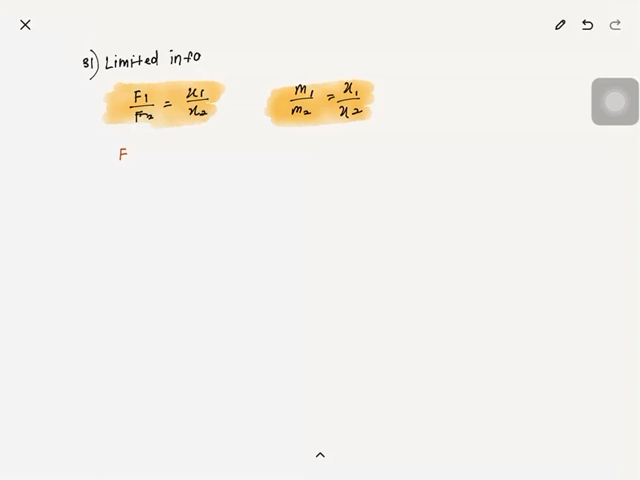 31) Limited info
F1/F2 = x1/x2    m1/m2 = x1/x2
F